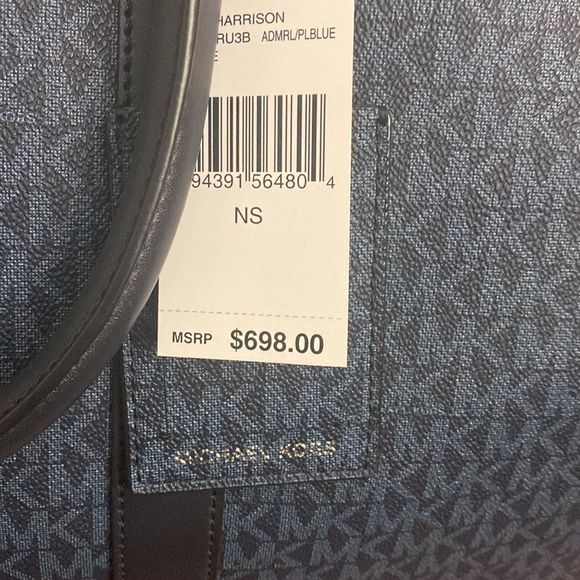 HARRISON
RU3B ADMRL/PLBLUE
E
94391 56480 4
NS
MSRP $698.00
MICHAEL KORS